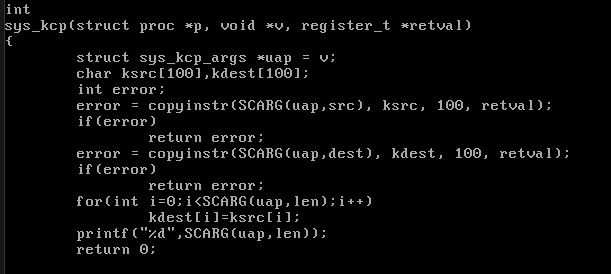 int
sys_kcp(struct proc *p, void *v, register_t *retval)
{
        struct sys_kcp_args *uap = v;
        char ksrc[100],kdest[100];
        int error;
        error = copyinstr(SCARG(uap,src), ksrc, 100, retval);
        if(error)
                return error;
        error = copyinstr(SCARG(uap,dest), kdest, 100, retval);
        if(error)
                return error;
        for(int i=0;i<SCARG(uap,len);i++)
                kdest[i]=ksrc[i];
        printf("%d",SCARG(uap,len));
        return 0;